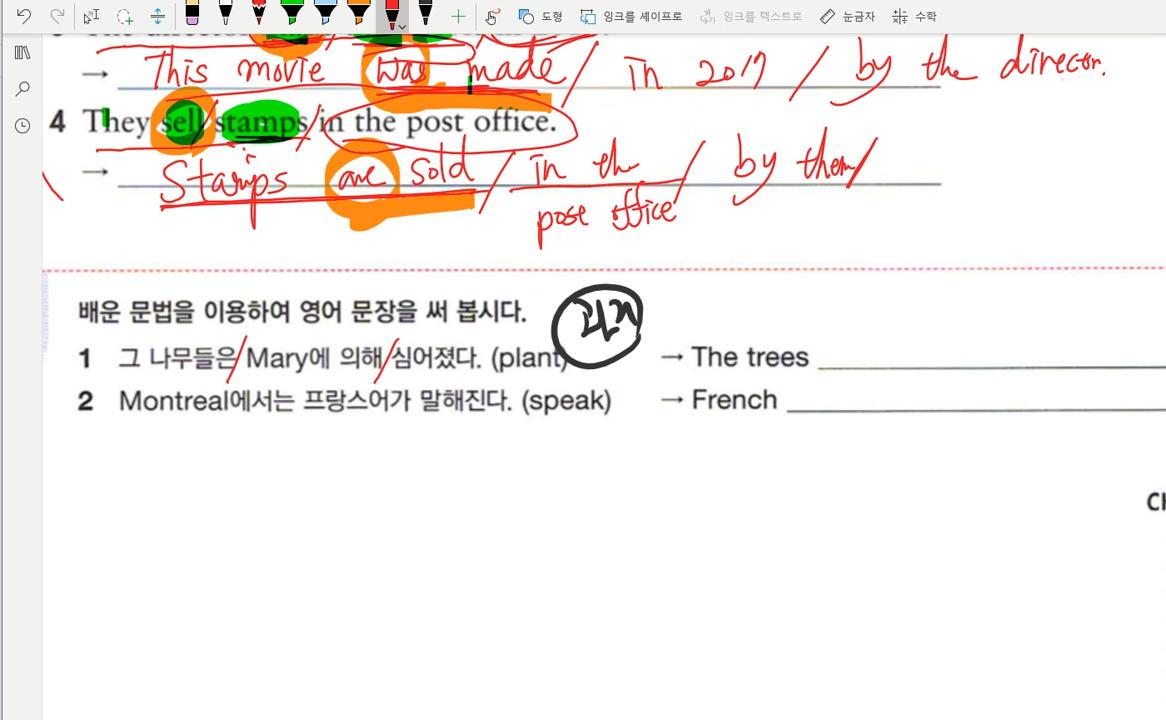 도형 잉크를 셰이프로 잉크를 텍스트로 눈금자 수학
→ This movie was made / in 2017 / by the director.
4 They sell / stamps / in the post office.
→ Stamps are sold / in the / by them /
post office
배운 문법을 이용하여 영어 문장을 써 봅시다. 과제
1 그 나무들은 / Mary에 의해 / 심어졌다. (plant) → The trees
2 Montreal에서는 프랑스어가 말해진다. (speak) → French
CH